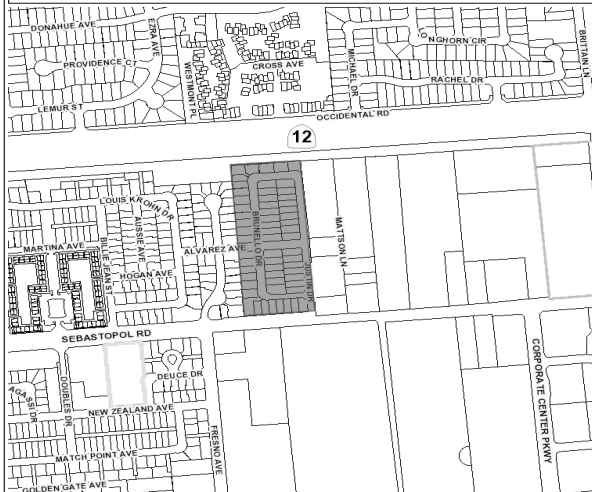 DONAHUE AVE
EZRA AVE
LONGHORN CIR
BRITTAIN LN
PROVIDENCE CT
WESTMONT PL
CROSS AVE
MICHAEL DR
RACHEL DR
LEMUR ST
OCCIDENTAL RD
12
LOUIS KROHN DR
AUSSIE AVE
BRUNELLO DR
MATTSON LN
MARTINA AVE
BILLIE JEAN ST
ALVAREZ AVE
JUSTIN DR
HOGAN AVE
SEBASTOPOL RD
CORPORATE CENTER PKWY
DEUCE DR
AGASSI DR
DOUBLES DR
NEW ZEALAND AVE
FRESNO AVE
MATCH POINT AVE
GOLDEN GATE AVE